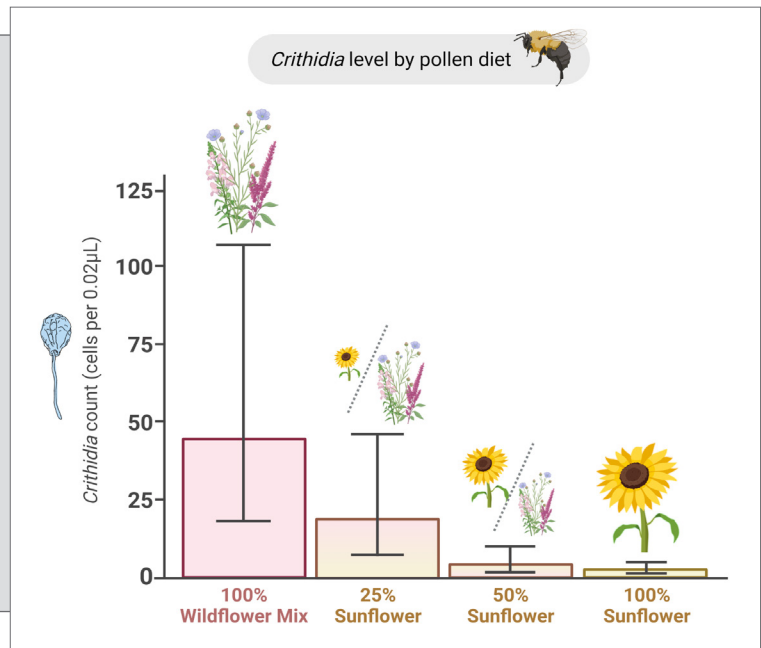 Crithidia level by pollen diet
Crithidia count (cells per 0.02µL)
125
100
75
50
25
0
100%
Wildflower Mix
25%
Sunflower
50%
Sunflower
100%
Sunflower